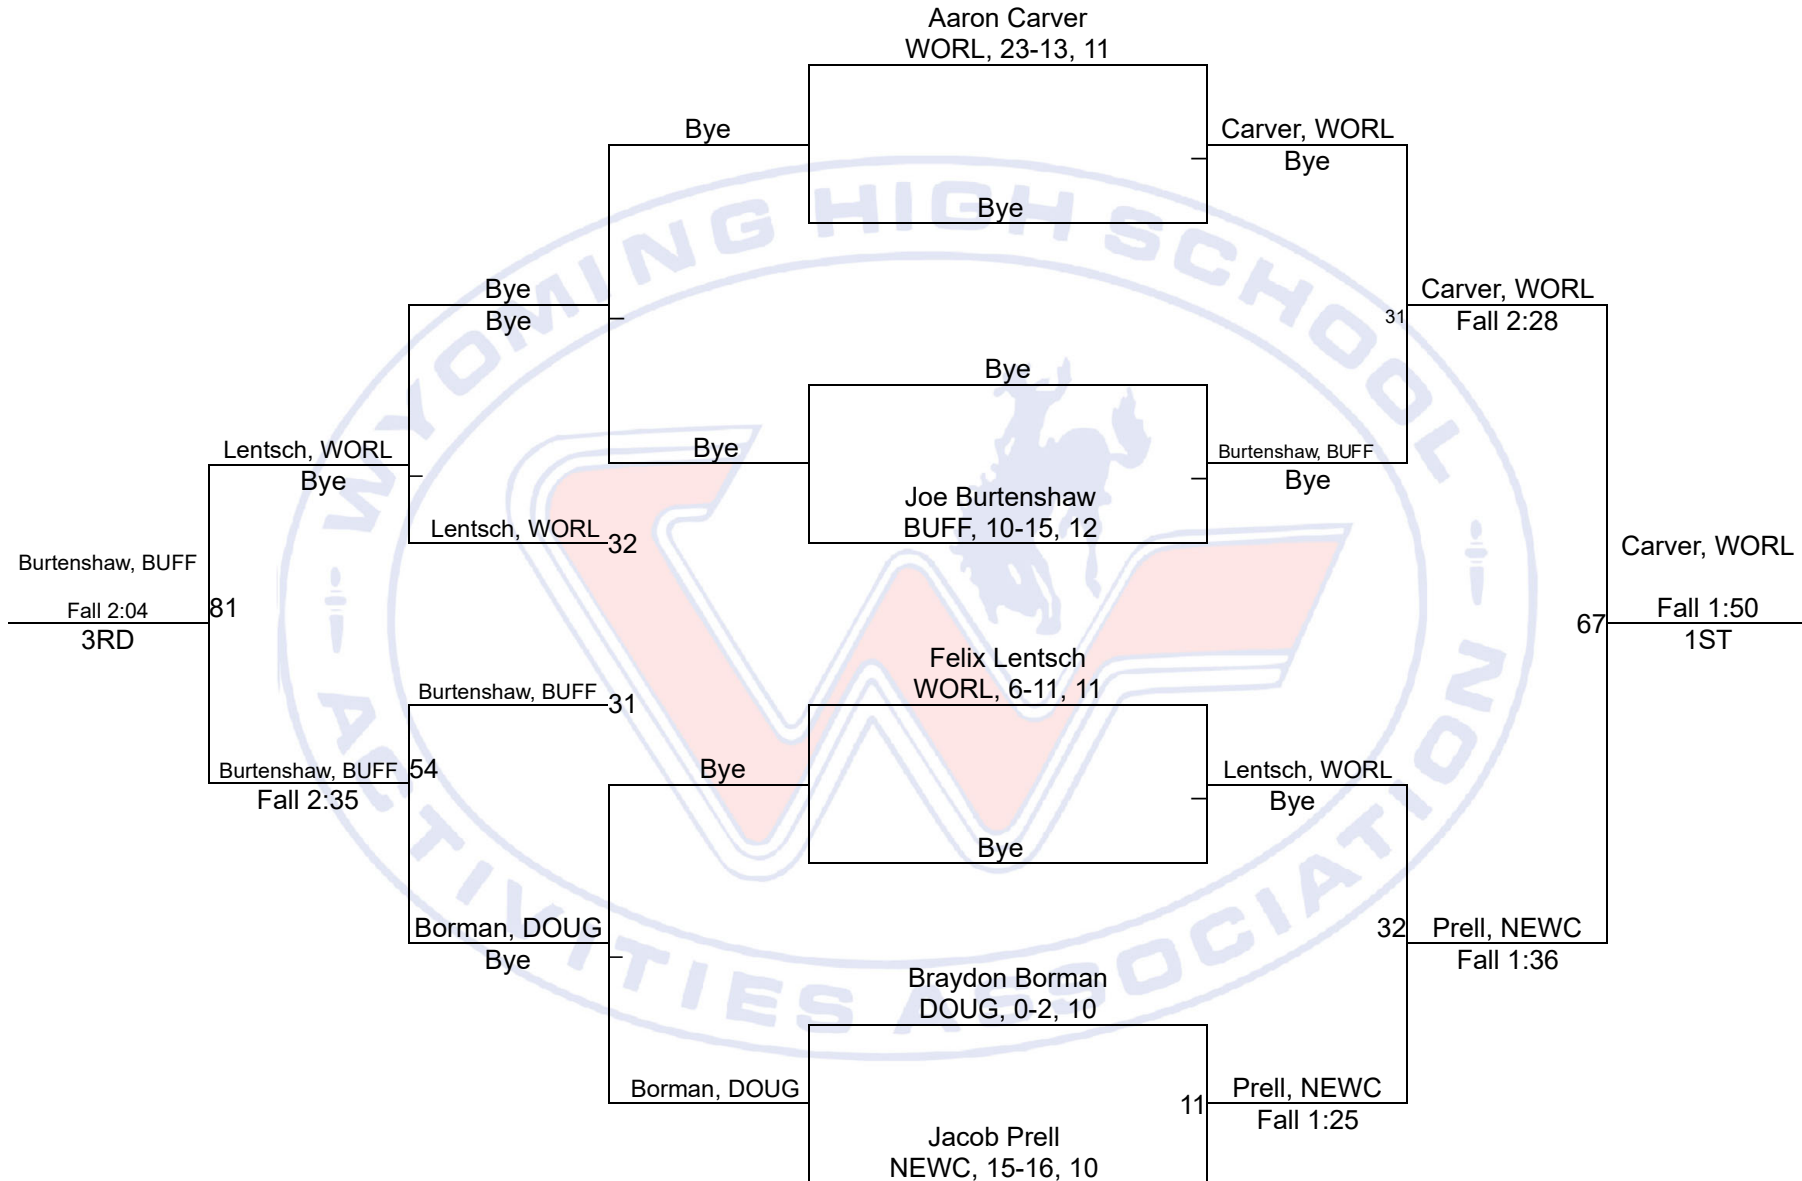 Aaron Carver
WORL, 23-13, 11
Bye
Carver, WORL
Bye
Bye
WYOMING HIGH SCHOOL
Bye
Bye
Carver, WORL
31
Fall 2:28
Bye
Lentsch, WORL
Bye
Bye
Burtenshaw, BUFF
Bye
Joe Burtenshaw
BUFF, 10-15, 12
Lentsch, WORL
32
Burtenshaw, BUFF
Fall 2:04
81
3RD
Carver, WORL
67
Fall 1:50
1ST
Felix Lentsch
WORL, 6-11, 11
Burtenshaw, BUFF
31
Burtenshaw, BUFF
54
Fall 2:35
Bye
Lentsch, WORL
Bye
Bye
Borman, DOUG
Bye
32
Prell, NEWC
Fall 1:36
Braydon Borman
DOUG, 0-2, 10
ACTIVITIES ASSOCIATION
Borman, DOUG
11
Prell, NEWC
Fall 1:25
Jacob Prell
NEWC, 15-16, 10